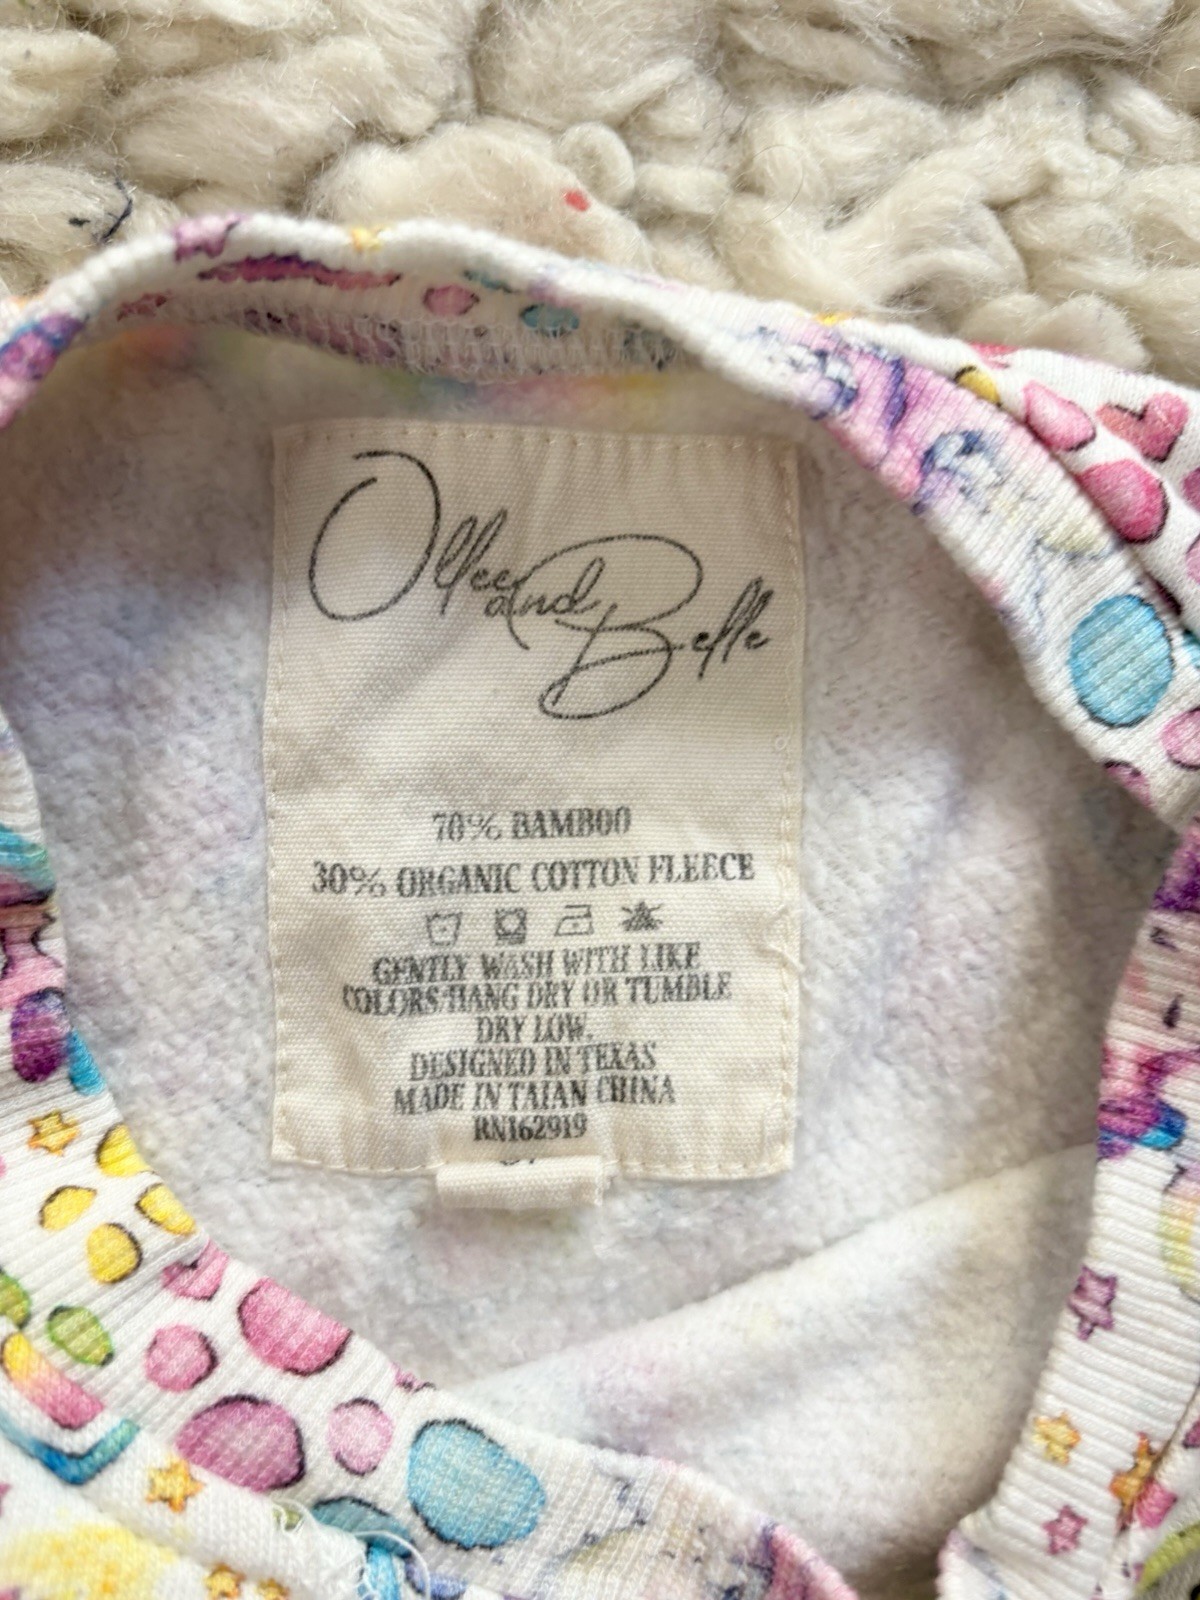 Ollee and Belle
70% BAMBOO
30% ORGANIC COTTON FLEECE
GENTLY WASH WITH LIKE
COLORS/HANG DRY OR TUMBLE
DRY LOW.
DESIGNED IN TEXAS
MADE IN TAIAN CHINA
RN162919